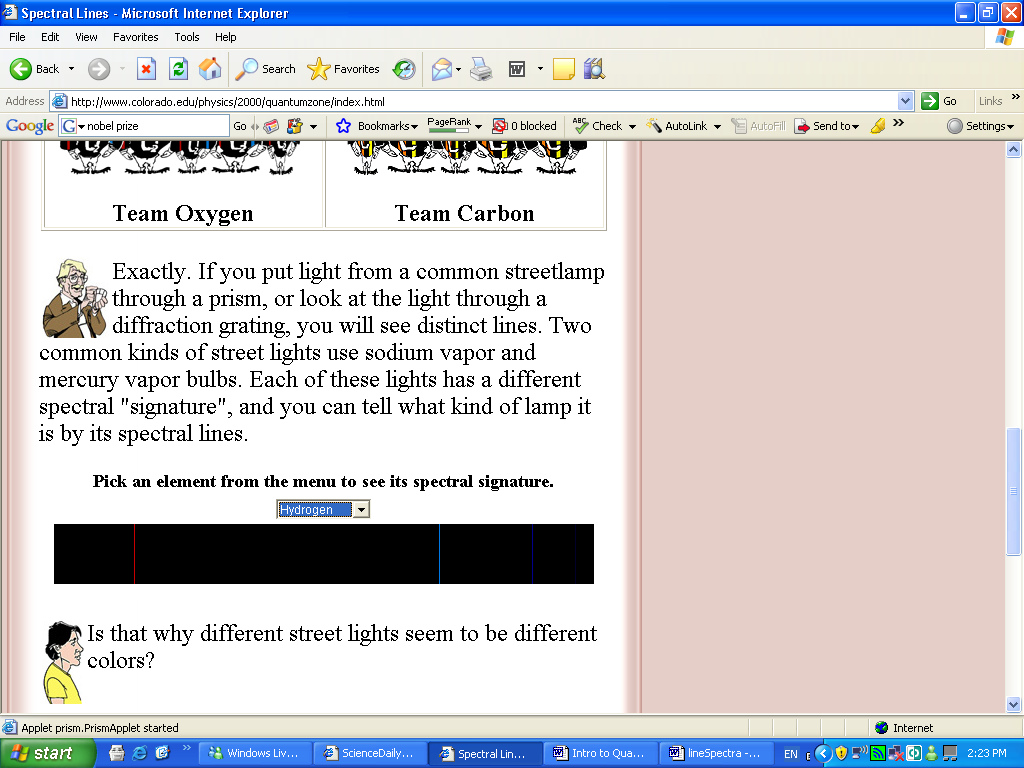 Spectral Lines - Microsoft Internet Explorer
File Edit View Favorites Tools Help
Back Search Favorites
Address http://www.colorado.edu/physics/2000/quantumzone/index.html Go Links »
Google G nobel prize Go Bookmarks PageRank 0 blocked ABC Check AutoLink AutoFill Send to » Settings
Team Oxygen Team Carbon
Exactly. If you put light from a common streetlamp
through a prism, or look at the light through a
diffraction grating, you will see distinct lines. Two
common kinds of street lights use sodium vapor and
mercury vapor bulbs. Each of these lights has a different
spectral "signature", and you can tell what kind of lamp it
is by its spectral lines.
Pick an element from the menu to see its spectral signature.
Hydrogen
Is that why different street lights seem to be different
colors?
Applet prism.PrismApplet started Internet
start » Windows Liv... ScienceDaily... Spectral Lin... Intro to Qua... lineSpectra -... EN 2:23 PM